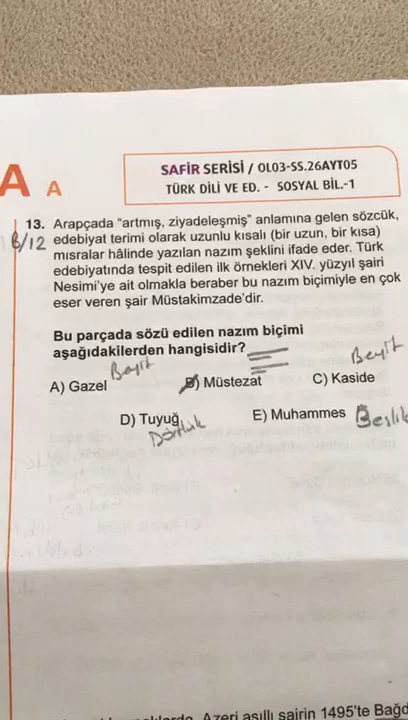 A A
SAFİR SERİSİ / OL03-SS.26AYT05
TÜRK DİLİ VE ED. - SOSYAL BİL.-1
13. Arapçada "artmış, ziyadeleşmiş" anlamına gelen sözcük,
6/12 edebiyat terimi olarak uzunlu kısalı (bir uzun, bir kısa)
mısralar hâlinde yazılan nazım şeklini ifade eder. Türk
edebiyatında tespit edilen ilk örnekleri XIV. yüzyıl şairi
Nesimi'ye ait olmakla beraber bu nazım biçimiyle en çok
eser veren şair Müstakimzade'dir.
Bu parçada sözü edilen nazım biçimi
aşağıdakilerden hangisidir?
Beyit Beyit
A) Gazel B) Müstezat C) Kaside
D) Tuyuğ E) Muhammes Beşlik
Dörtlük
Azeri asıllı şairin 1495'te Bağd